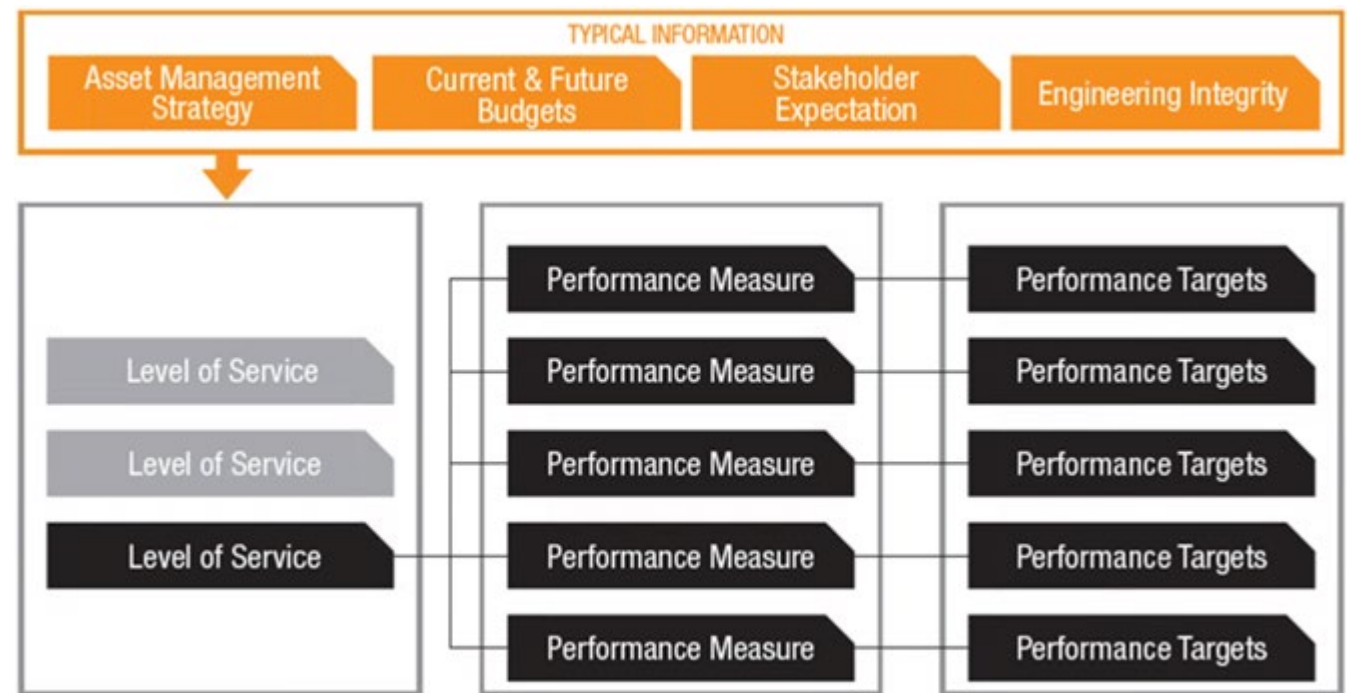 TYPICAL INFORMATION
Asset Management
Strategy
Current & Future
Budgets
Stakeholder
Expectation
Engineering Integrity
Level of Service
Level of Service
Level of Service
Performance Measure
Performance Measure
Performance Measure
Performance Measure
Performance Measure
Performance Targets
Performance Targets
Performance Targets
Performance Targets
Performance Targets